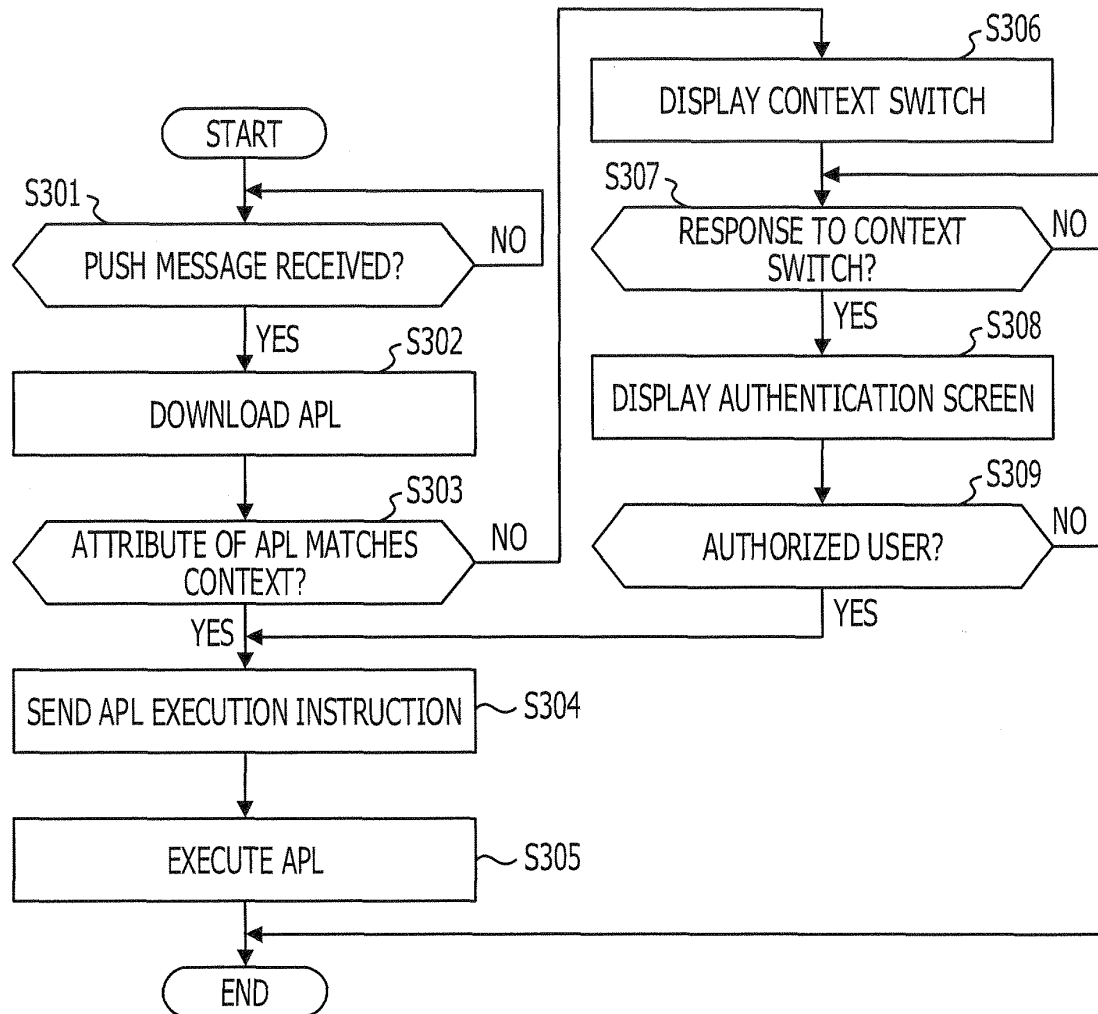 START
S301
PUSH MESSAGE RECEIVED?
NO
YES
S302
DOWNLOAD APL
S303
ATTRIBUTE OF APL MATCHES
CONTEXT?
NO
YES
SEND APL EXECUTION INSTRUCTION
S304
EXECUTE APL
S305
END
S306
DISPLAY CONTEXT SWITCH
S307
RESPONSE TO CONTEXT
SWITCH?
NO
YES
S308
DISPLAY AUTHENTICATION SCREEN
S309
AUTHORIZED USER?
NO
YES